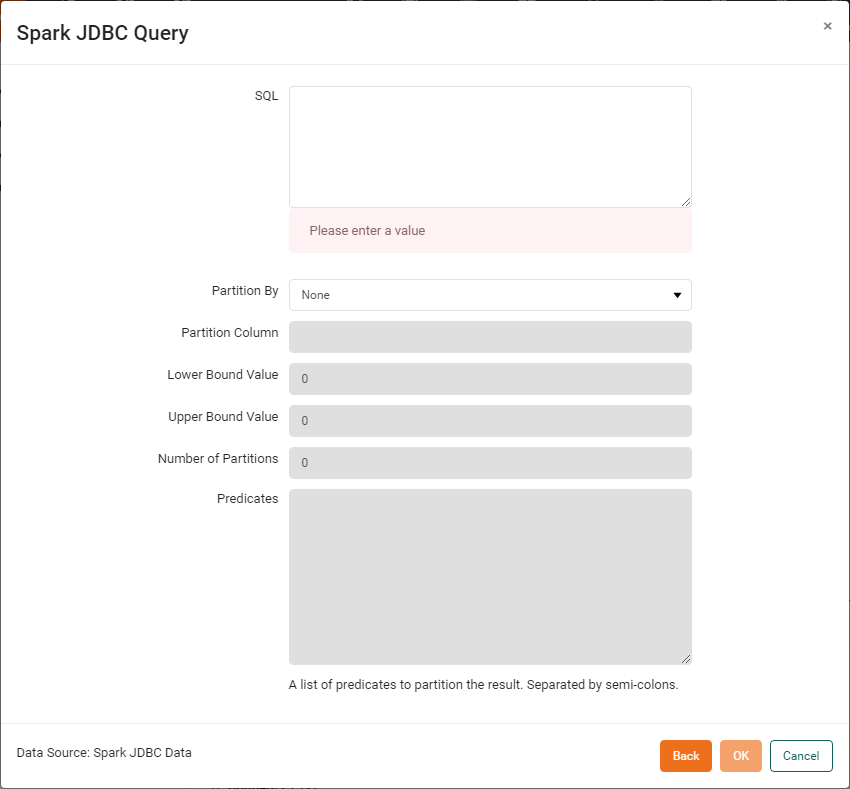 Spark JDBC Query
×
SQL
Please enter a value
Partition By
None
Partition Column
Lower Bound Value
0
Upper Bound Value
0
Number of Partitions
0
Predicates
A list of predicates to partition the result. Separated by semi-colons.
Data Source: Spark JDBC Data
Back
OK
Cancel